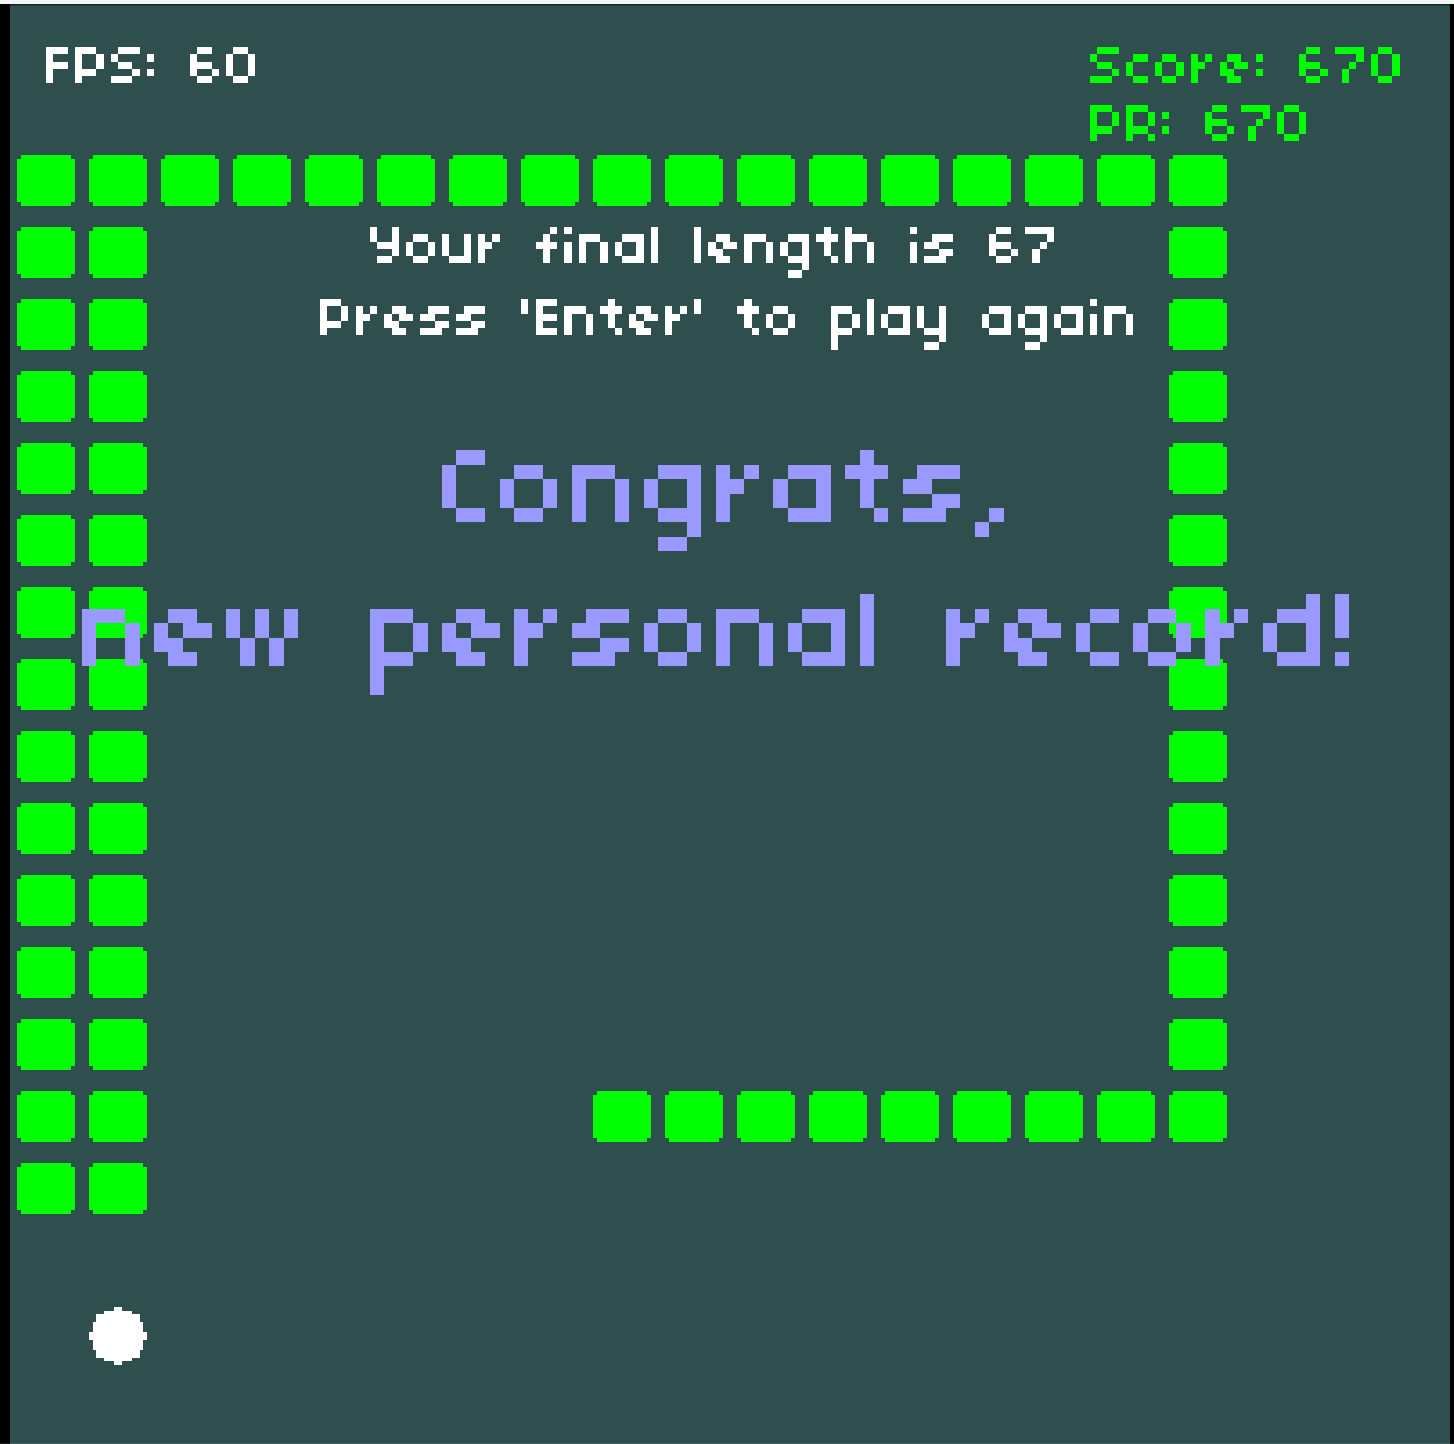 FPS: 60
Score: 670
PR: 670
Your final length is 67
Press 'Enter' to play again
Congrats,
new personal record!